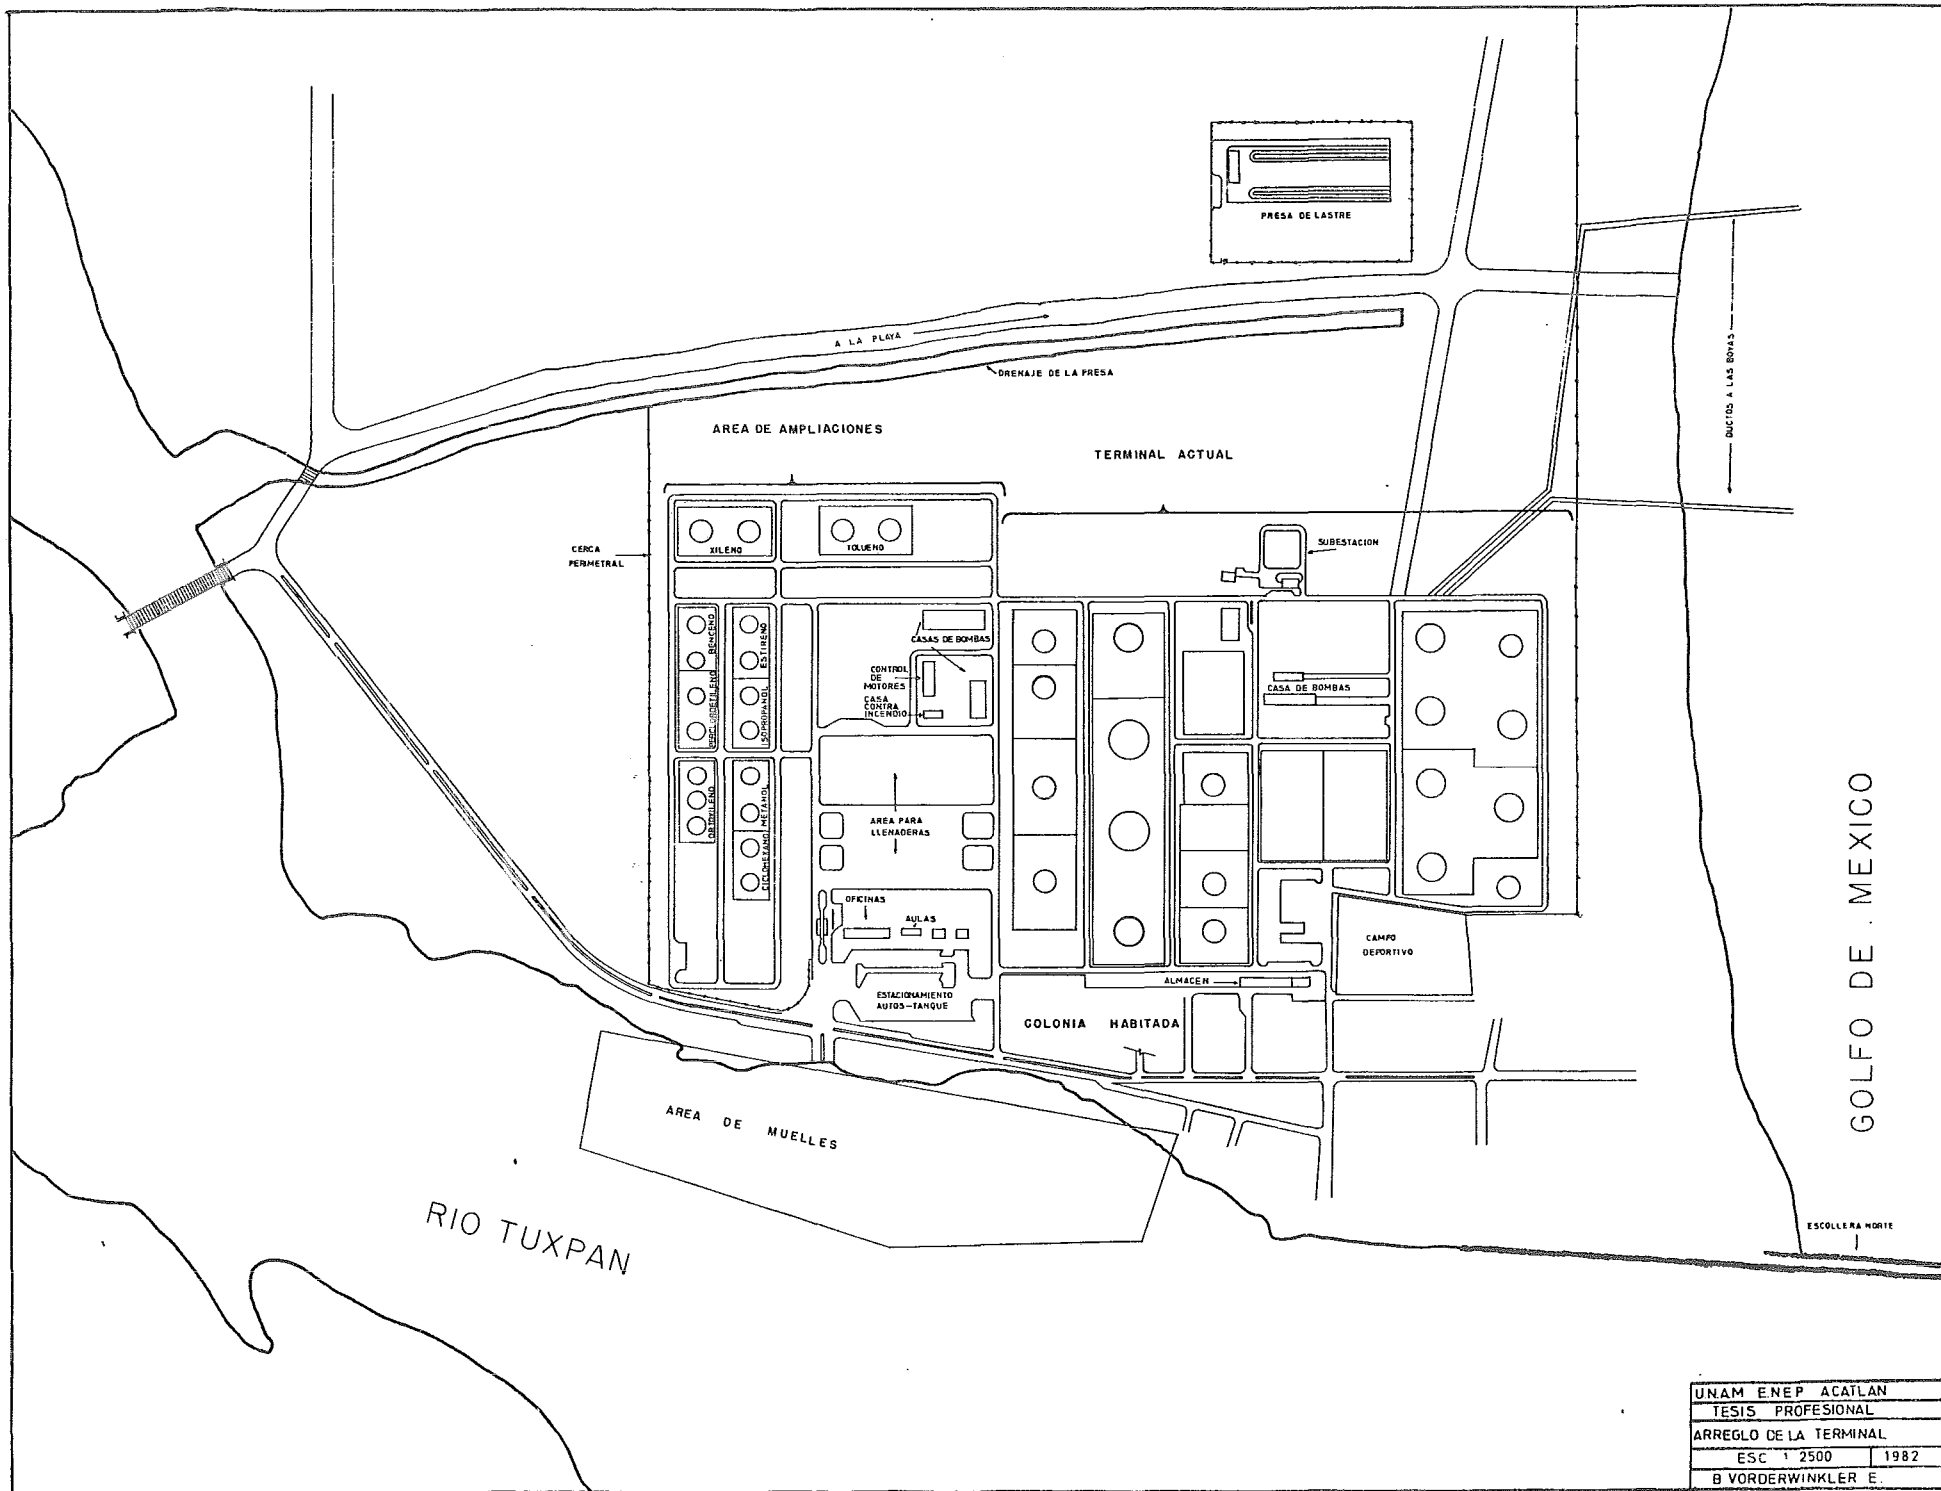 PRESA DE LASTRE
A LA PLAYA
DRENAJE DE LA PRESA
DUCTOS A LAS BOYAS
AREA DE AMPLIACIONES
TERMINAL ACTUAL
CERCA
PERIMETRAL
XILENO
TOLUENO
SUBESTACION
BENCENO
ESTIRENO
PERCLOROETILENO
ISOPROPANOL
CASAS DE BOMBAS
CONTROL
DE
MOTORES
CASA
CONTRA
INCENDIO
CASA DE BOMBAS
ORTOXILENO
METANOL
CICLOHEXANO
AREA PARA
LLENADERAS
OFICINAS
AULAS
CAMPO
DEPORTIVO
ALMACEN
ESTACIONAMIENTO
AUTOS-TANQUE
COLONIA HABITADA
GOLFO DE . MEXICO
AREA DE MUELLES
RIO TUXPAN
ESCOLLERA NORTE
U.N.A.M E.N.E.P ACATLAN
TESIS PROFESIONAL
ARREGLO DE LA TERMINAL
ESC 1 2500 1982
B VORDERWINKLER E.